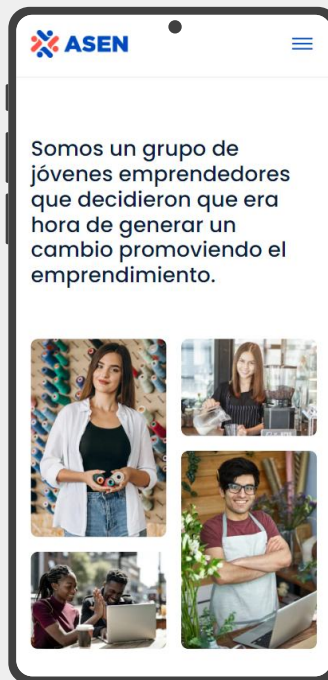 ASEN
Somos un grupo de
jóvenes emprendedores
que decidieron que era
hora de generar un
cambio promoviendo el
emprendimiento.